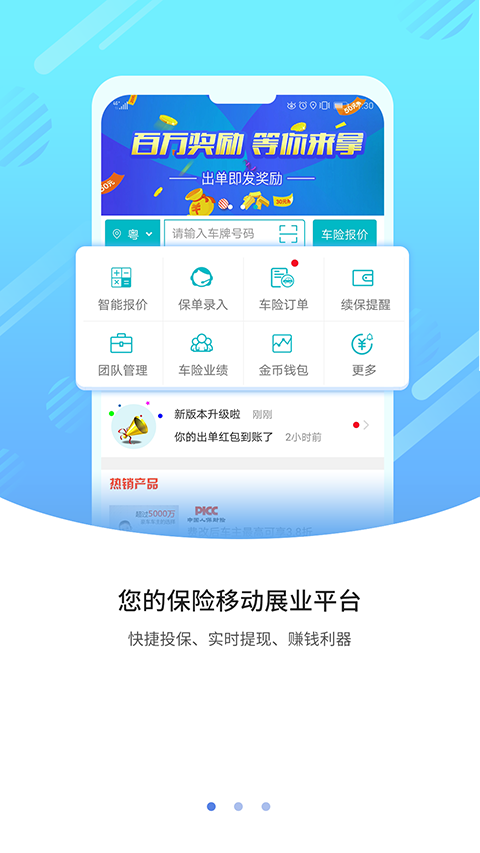 百万奖励 等你来拿
出单即发奖励
30元
粤
请输入车牌号码
车险报价
智能报价
保单录入
车险订单
续保提醒
团队管理
车险业绩
金币钱包
更多
新版本升级啦 刚刚
你的出单红包到账了 2小时前
热销产品
超过5000万
PICC
中国人保财险
您的保险移动展业平台
快捷投保、实时提现、赚钱利器